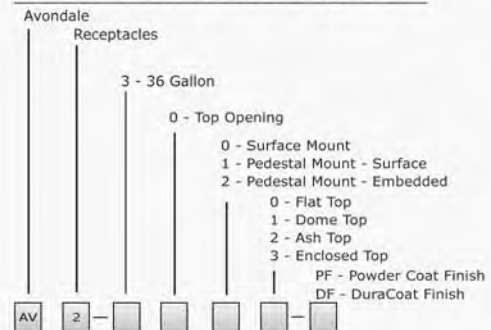 Avondale
Receptacles
3 - 36 Gallon
0 - Top Opening
0 - Surface Mount
1 - Pedestal Mount - Surface
2 - Pedestal Mount - Embedded
0 - Flat Top
1 - Dome Top
2 - Ash Top
3 - Enclosed Top
PF - Powder Coat Finish
DF - DuraCoat Finish
AV 2 - -